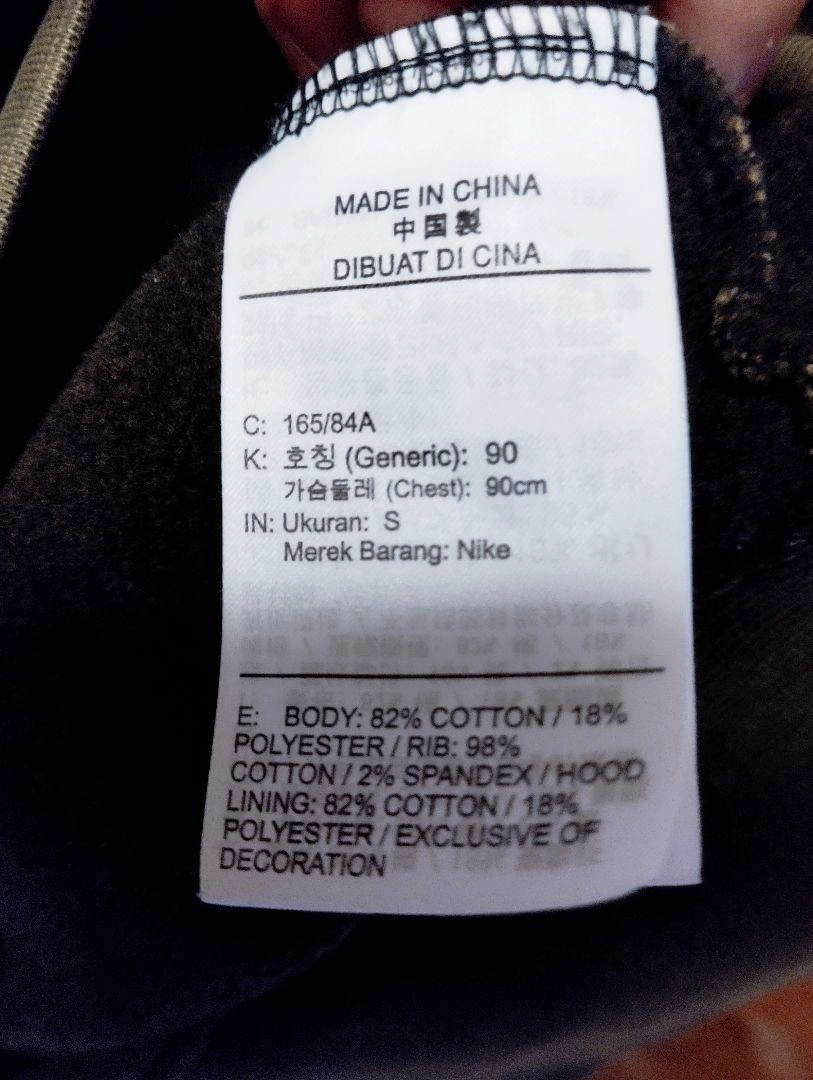 MADE IN CHINA
中国製
DIBUAT DI CINA
C: 165/84A
K: 호칭 (Generic): 90
가슴둘레 (Chest): 90cm
IN: Ukuran: S
Merek Barang: Nike
E: BODY: 82% COTTON / 18%
POLYESTER / RIB: 98%
COTTON / 2% SPANDEX / HOOD
LINING: 82% COTTON / 18%
POLYESTER / EXCLUSIVE OF
DECORATION